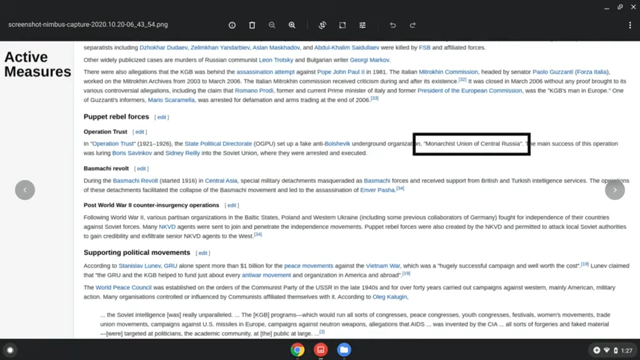 screenshot-nimbus-capture-2020.10.20-06_43_54.png
Active
Measures
separatists including Dzhokhar Dudaev, Zelimkhan Yandarbiev, Aslan Maskhadov, and Abdul-Khalim Saidullaev were killed by FSB and affiliated forces.
Other widely publicized cases are murders of Russian communist Leon Trotsky and Bulgarian writer Georgi Markov.
There were also allegations that the KGB was behind the assassination attempt against Pope John Paul II in 1981. The Italian Mitrokhin Commission, headed by senator Paolo Guzzanti (Forza Italia),
worked on the Mitrokhin Archives from 2003 to March 2006. The Italian Mitrokhin commission received criticism during and after its existence.[32] It was closed in March 2006 without any proof brought to its
various controversial allegations, including the claim that Romano Prodi, former and current Prime minister of Italy and former President of the European Commission, was the "KGB's man in Europe." One
of Guzzanti's informers, Mario Scaramella, was arrested for defamation and arms trading at the end of 2006.[33]
Puppet rebel forces [ edit ]
Operation Trust [ edit ]
In "Operation Trust" (1921–1926), the State Political Directorate (OGPU) set up a fake anti-Bolshevik underground organization, "Monarchist Union of Central Russia". The main success of this operation
was luring Boris Savinkov and Sidney Reilly into the Soviet Union, where they were arrested and executed.
Basmachi revolt [ edit ]
During the Basmachi Revolt (started 1916) in Central Asia, special military detachments masqueraded as Basmachi forces and received support from British and Turkish intelligence services. The operations
of these detachments facilitated the collapse of the Basmachi movement and led to the assassination of Enver Pasha.[34]
Post World War II counter-insurgency operations [ edit ]
Following World War II, various partisan organizations in the Baltic States, Poland and Western Ukraine (including some previous collaborators of Germany) fought for independence of their countries
against Soviet forces. Many NKVD agents were sent to join and penetrate the independence movements. Puppet rebel forces were also created by the NKVD and permitted to attack local Soviet authorities
to gain credibility and exfiltrate senior NKVD agents to the West.[34]
Supporting political movements [ edit ]
According to Stanislav Lunev, GRU alone spent more than $1 billion for the peace movements against the Vietnam War, which was a "hugely successful campaign and well worth the cost".[19] Lunev claimed
that "the GRU and the KGB helped to fund just about every antiwar movement and organization in America and abroad".[19]
The World Peace Council was established on the orders of the Communist Party of the USSR in the late 1940s and for over forty years carried out campaigns against western, mainly American, military
action. Many organisations controlled or influenced by Communists affiliated themselves with it. According to Oleg Kalugin,
... the Soviet intelligence [was] really unparalleled. ... The [KGB] programs—which would run all sorts of congresses, peace congresses, youth congresses, festivals, women's movements, trade
union movements, campaigns against U.S. missiles in Europe, campaigns against neutron weapons, allegations that AIDS ... was invented by the CIA ... all sorts of forgeries and faked material
—[were] targeted at politicians, the academic community, at [the] public at large. ...
1:27